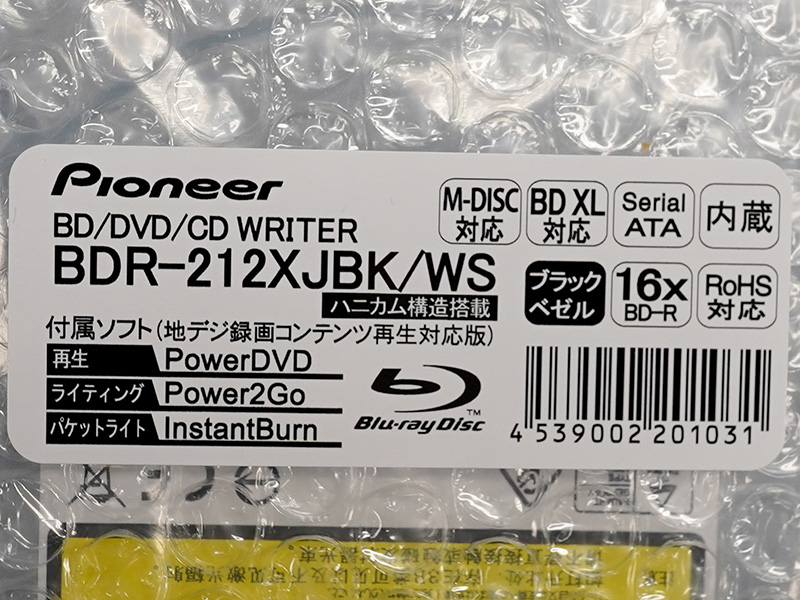 Pioneer
BD/DVD/CD WRITER
BDR-212XJBK/WS
ハニカム構造搭載
M-DISC
対応
BD XL
対応
Serial
ATA
内蔵
ブラック
ベゼル
16x
BD-R
RoHS
対応
付属ソフト(地デジ録画コンテンツ再生対応版)
再生 PowerDVD
ライティング Power2Go
パケットライト InstantBurn
Blu-ray Disc™
4 539002 201031